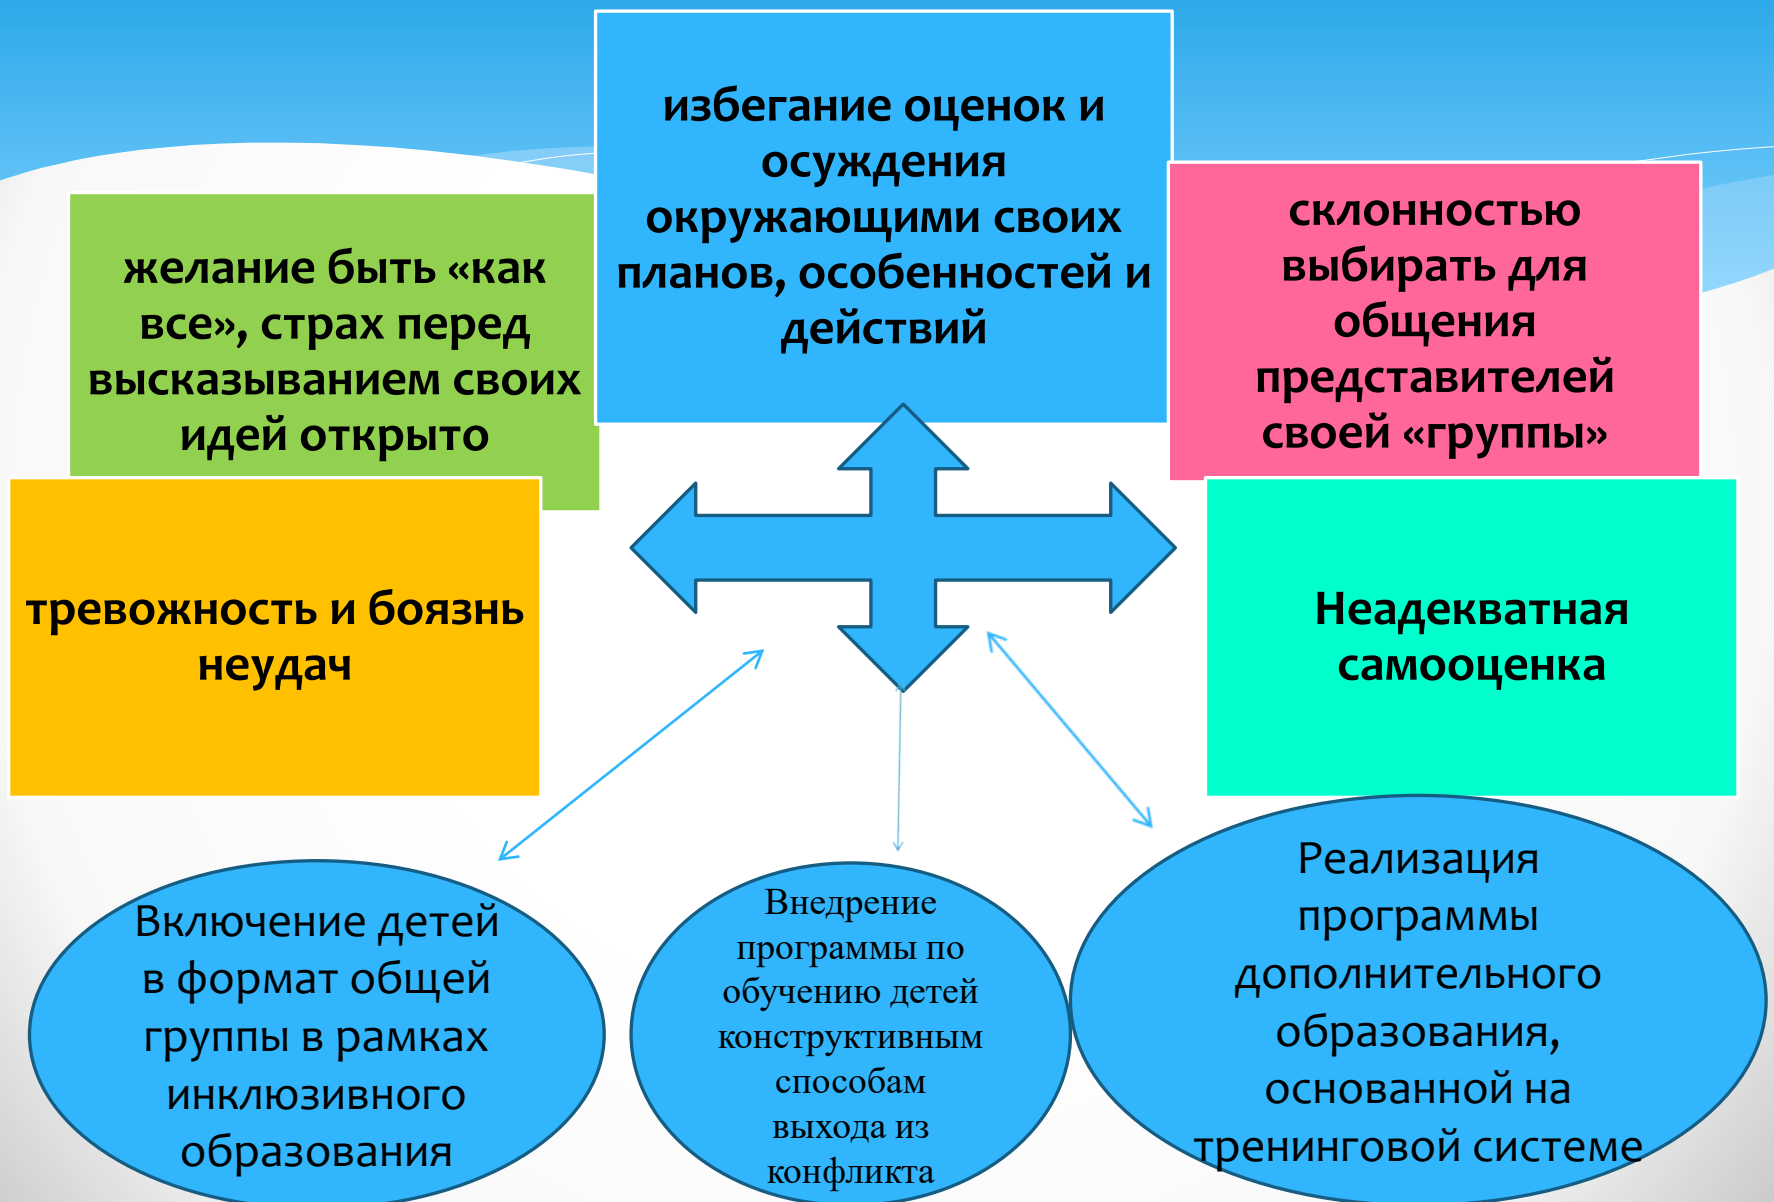 избегание оценок и
осуждения
окружающими своих
планов, особенностей и
действий
желание быть «как
все», страх перед
высказыванием своих
идей открыто
склонностью
выбирать для
общения
представителей
своей «группы»
тревожность и боязнь
неудач
Неадекватная
самооценка
Включение детей
в формат общей
группы в рамках
инклюзивного
образования
Внедрение
программы по
обучению детей
конструктивным
способам
выхода из
конфликта
Реализация
программы
дополнительного
образования,
основанной на
тренинговой системе